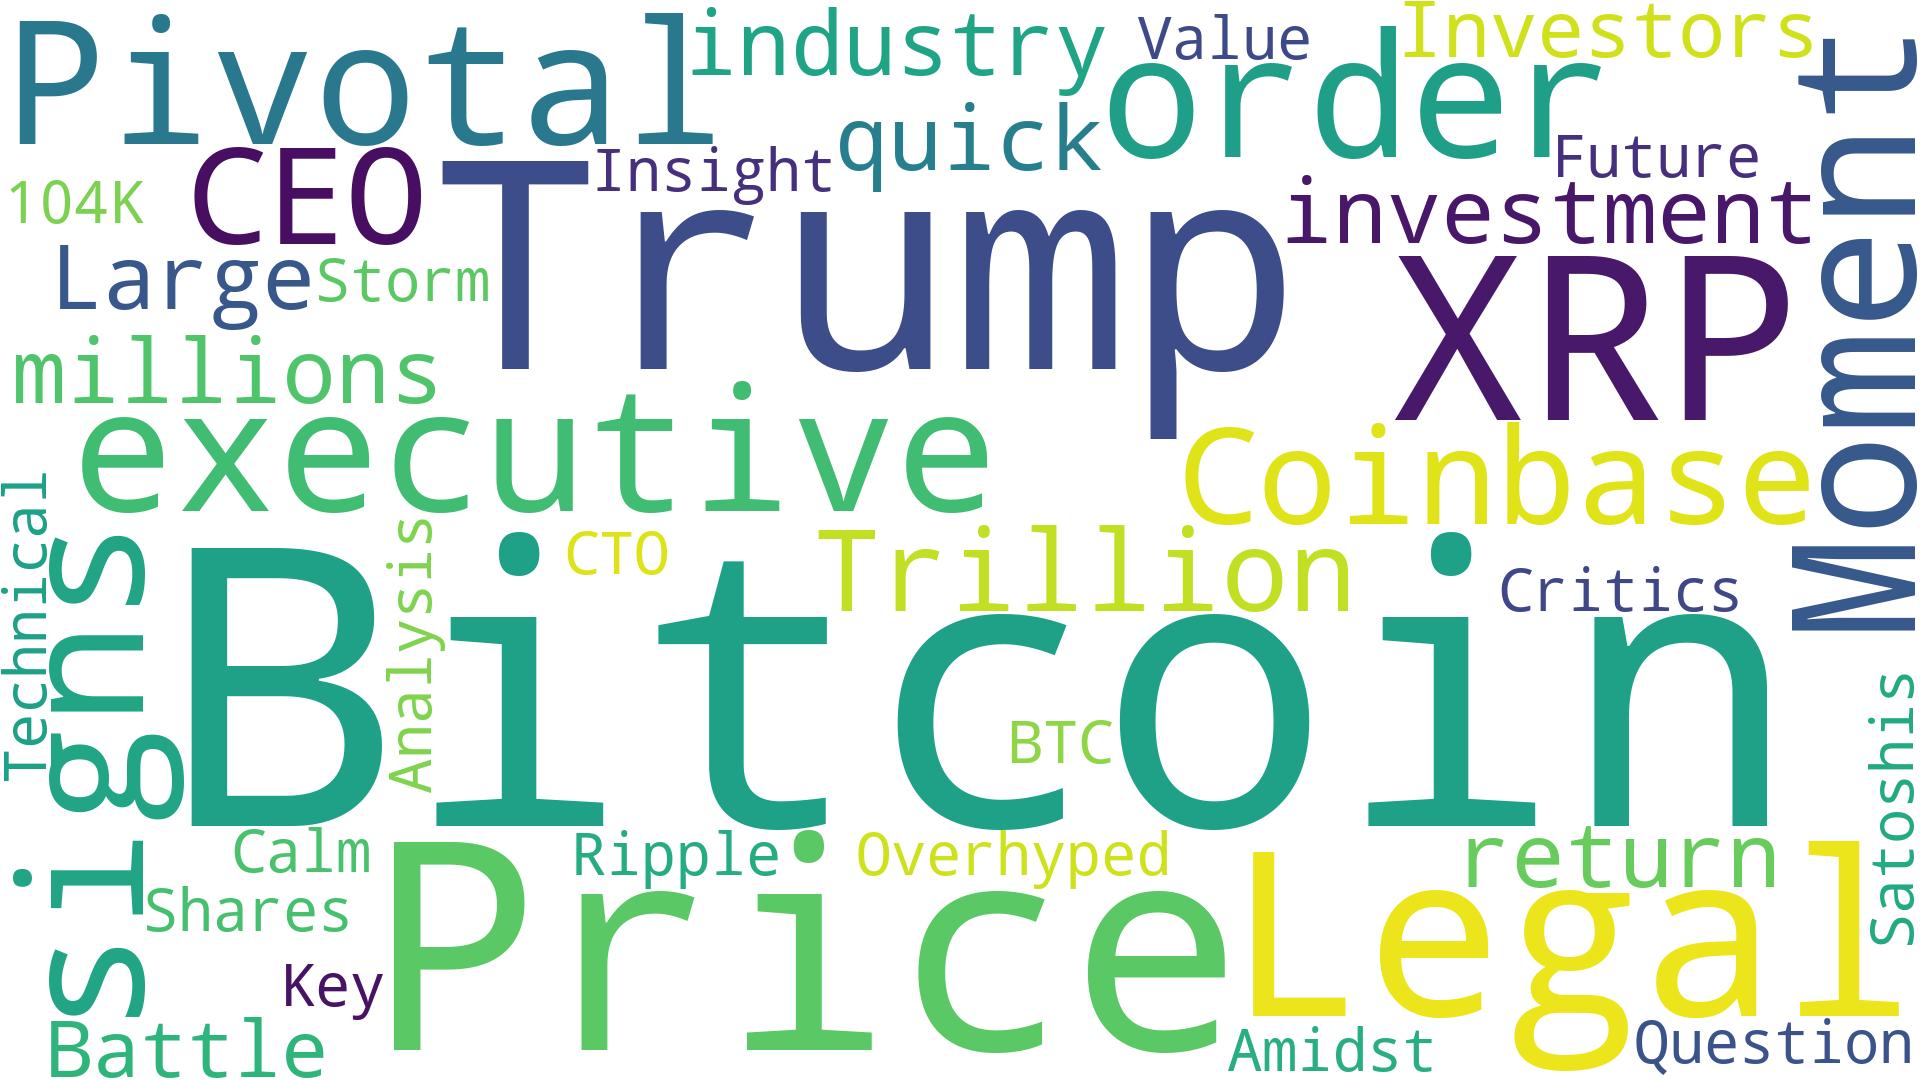 Pivotal
industry
Value
Investors
order
quick
Moment
CEO
Trump
Insight
Future
104K
investment
Large
Storm
XRP
millions
executive
Coinbase
Technical
signs
Analysis
CTO
Trillion
Critics
Bitcoin
BTC
Satoshis
Calm
Ripple
Overhyped
return
Shares
Price
Legal
Key
Battle
Amidst
Question